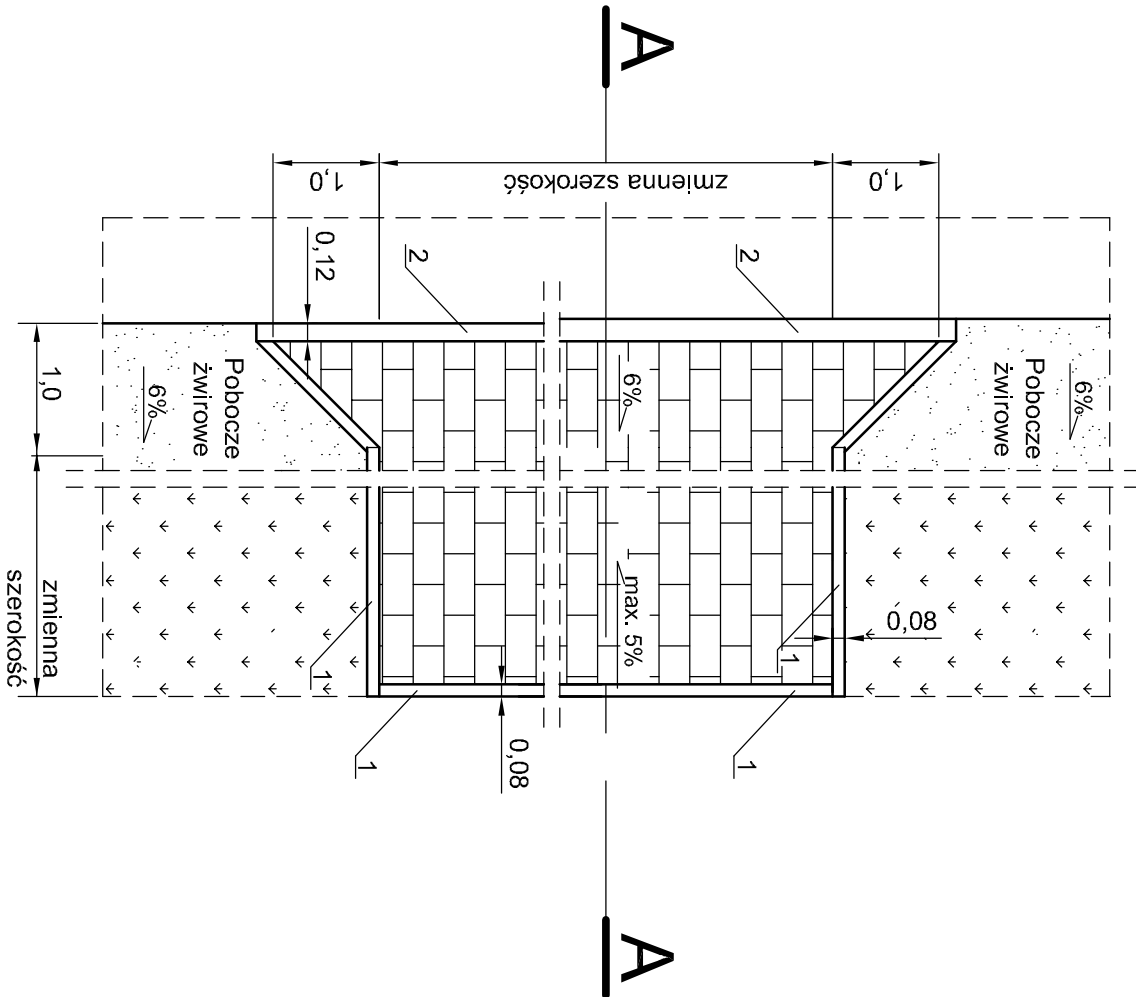 A
1,0
zmienna szerokość
1,0
0,12
2
2
1,0
Pobocze
żwirowe
6%
6%
Pobocze
żwirowe
6%
zmienna
szerokość
max. 5%
0,08
1
1
0,08
1
1
A